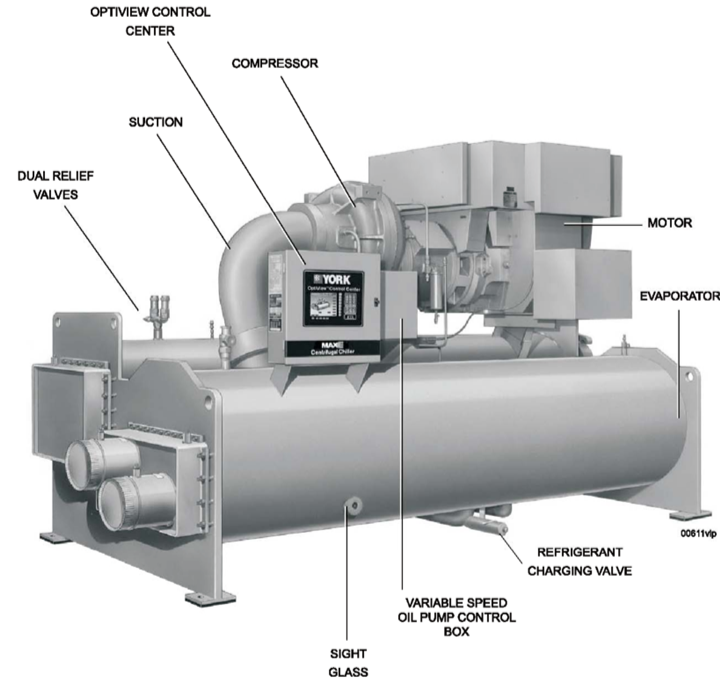 OPTIVIEW CONTROL
CENTER
COMPRESSOR
SUCTION
DUAL RELIEF
VALVES
MOTOR
EVAPORATOR
YORK
OptiView Control Center
MAXE
Centrifugal Chiller
00611vip
REFRIGERANT
CHARGING VALVE
VARIABLE SPEED
OIL PUMP CONTROL
BOX
SIGHT
GLASS